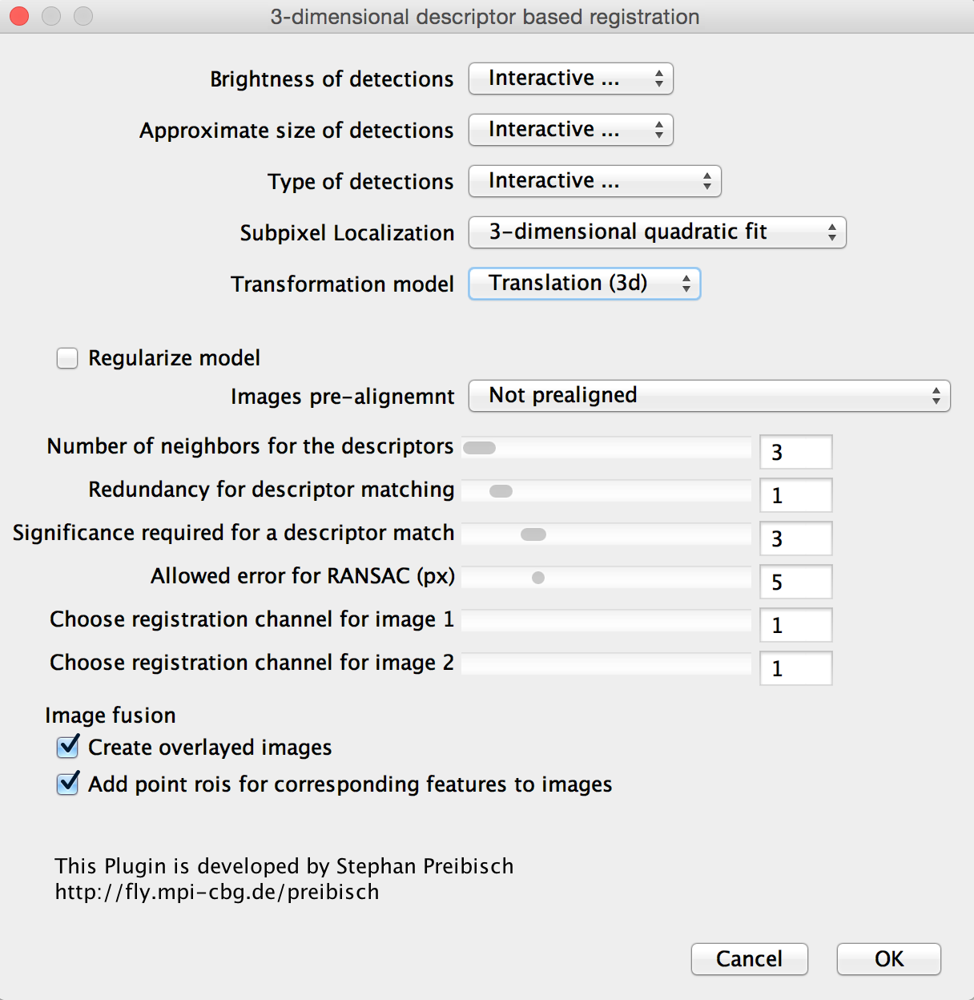 3-dimensional descriptor based registration
Brightness of detections Interactive ...
Approximate size of detections Interactive ...
Type of detections Interactive ...
Subpixel Localization 3-dimensional quadratic fit
Transformation model Translation (3d)
Regularize model
Images pre-alignemnt Not prealigned
Number of neighbors for the descriptors 3
Redundancy for descriptor matching 1
Significance required for a descriptor match 3
Allowed error for RANSAC (px) 5
Choose registration channel for image 1 1
Choose registration channel for image 2 1
Image fusion
Create overlayed images
Add point rois for corresponding features to images
This Plugin is developed by Stephan Preibisch
http://fly.mpi-cbg.de/preibisch
Cancel OK